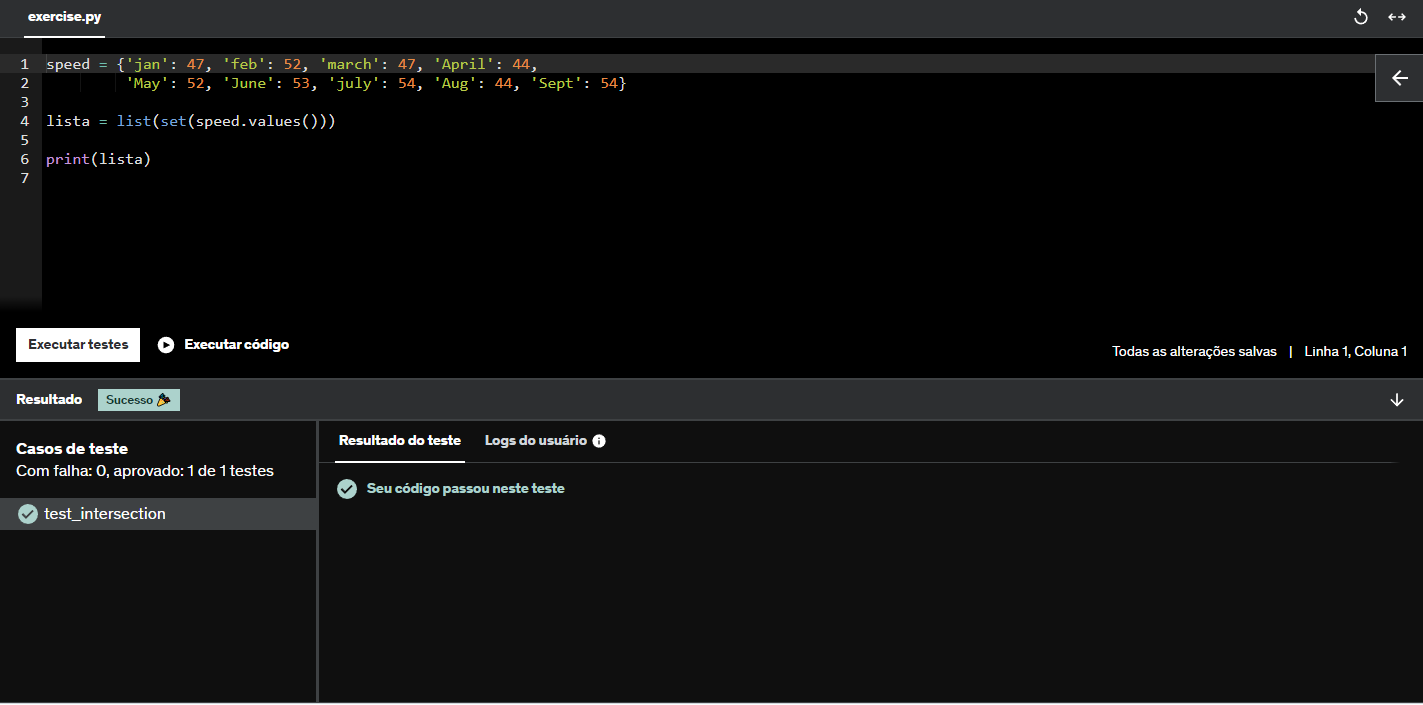 exercise.py
1 speed = {'jan': 47, 'feb': 52, 'march': 47, 'April': 44,
2          'May': 52, 'June': 53, 'july': 54, 'Aug': 44, 'Sept': 54}
3
4 lista = list(set(speed.values()))
5
6 print(lista)
7
Executar testes Executar código
Todas as alterações salvas | Linha 1, Coluna 1
Resultado Sucesso
Casos de teste
Com falha: 0, aprovado: 1 de 1 testes
test_intersection
Resultado do teste Logs do usuário
Seu código passou neste teste